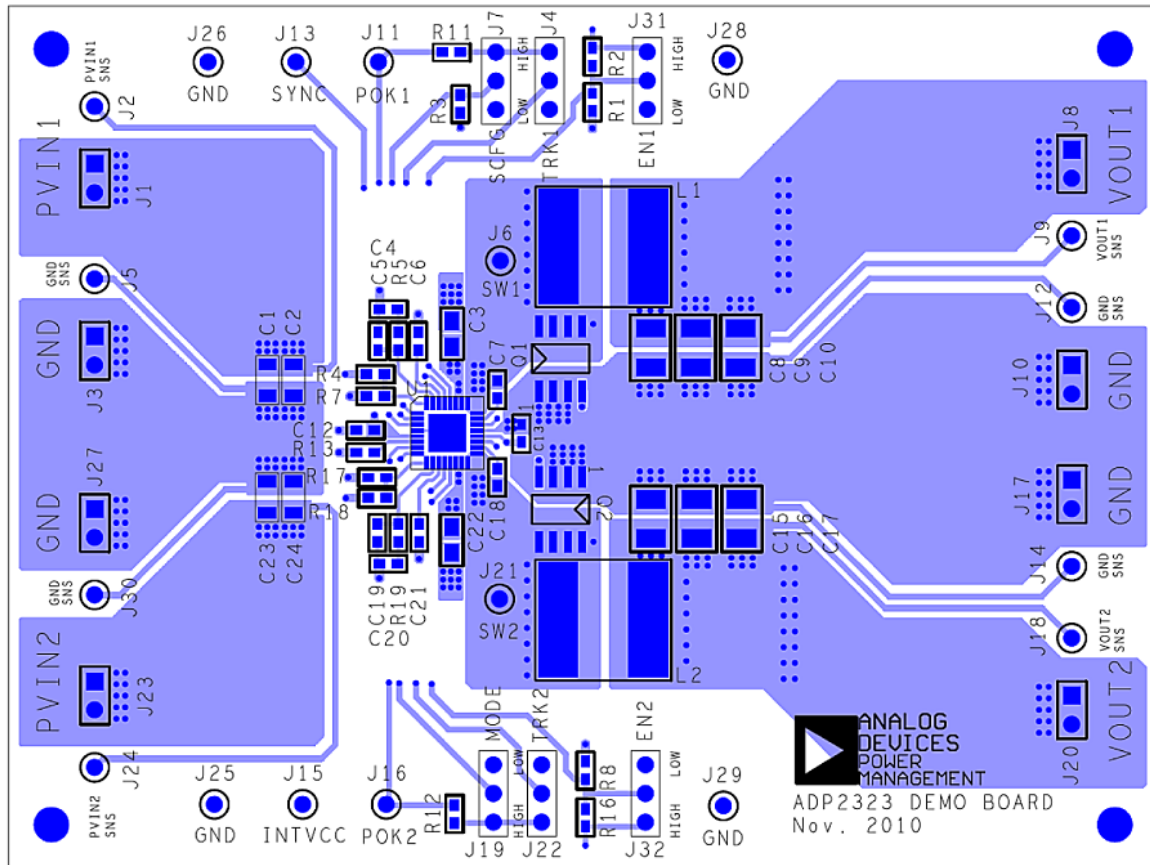 J26
J13
J11
R11
J7
J4
J31
J28
PVIN1
SNS
J2
GND
SYNC
POK1
R3
SCFG
HIGH
LOW
TRK1
R2
R1
EN1
HIGH
LOW
GND
PVIN1
J1
J8
VOUT1
L1
J6
SW1
J9
VOUT1
SNS
GND
SNS
J5
C4
C5
R5
C6
C3
J12
GND
SNS
GND
J3
C1
C2
R4
R7
C7
Q1
C8
C9
C10
J10
GND
C12
R13
C13
1
1
J27
GND
R17
R18
C18
Q2
J17
GND
C23
C24
C22
C15
C16
C17
GND
SNS
J30
C19
R19
C21
C20
J21
SW2
J14
GND
SNS
J18
VOUT2
SNS
PVIN2
J23
L2
MODE
TRK2
EN2
VOUT2
J20
ANALOG
DEVICES
POWER
MANAGEMENT
ADP2323 DEMO BOARD
Nov. 2010
J24
PVIN2
SNS
J25
J15
J16
R12
LOW
HIGH
R8
R16
LOW
HIGH
J29
GND
INTVCC
POK2
J19
J22
J32
GND